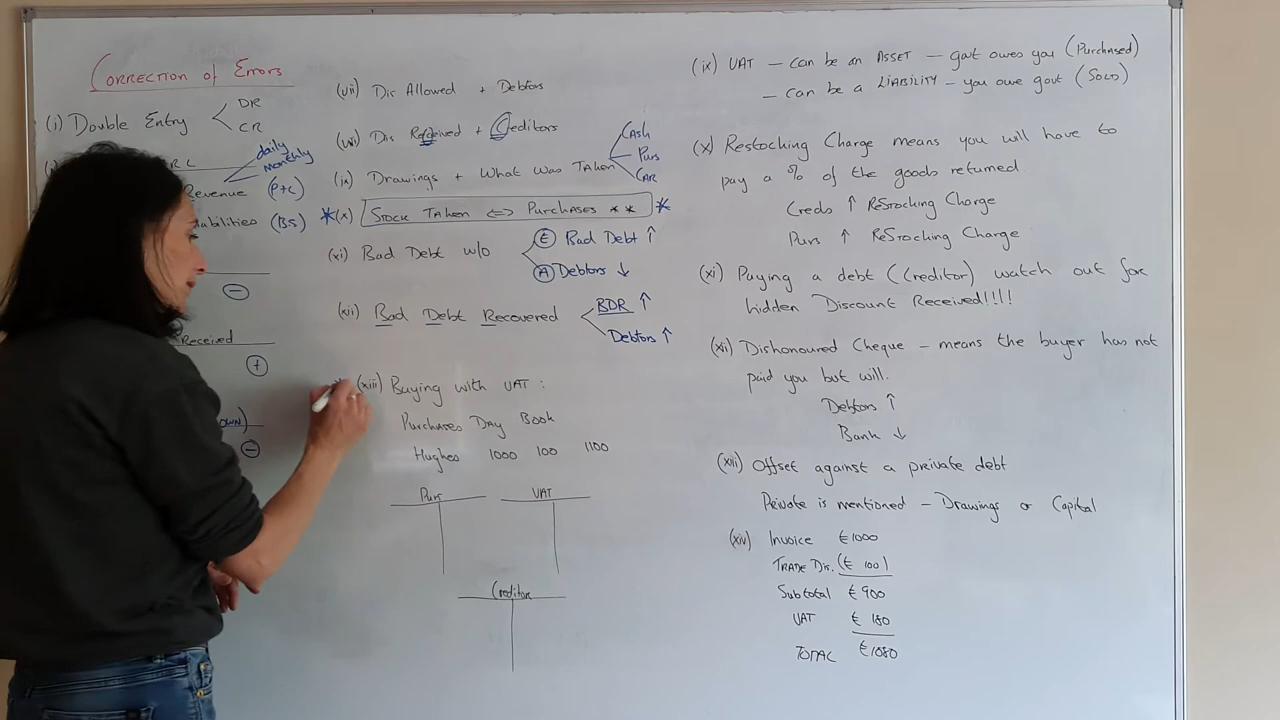 Correction of Errors
(i) Double Entry
DR
CR
daily
monthly
Revenue (P+L)
(BS)
Received
(vii) Dis Allowed + Debtors
(viii) Dis Received + Creditors
(ix) Drawings + What Was Taken
Cash
Purs
CAR
*(x) Stock Taken <=> Purchases ** *
(xi) Bad Debt w/o
(E) Bad Debt ↑
(A) Debtors ↓
(xii) Bad Debt Recovered
BDR ↑
Debtors ↑
(xiii) Buying with VAT :
Purchases Day Book
Hughes 1000 100 1100
Purs
VAT
Creditor
(ix) VAT - can be an ASSET - govt owes you (Purchased)
- can be a LIABILITY - you owe govt (Sold)
(x) Restocking Charge means you will have to
pay a % of the goods returned
Creds ↑ Restocking Charge
Purs ↑ Restocking Charge
(xi) Paying a debt (Creditor) watch out for
hidden Discount Received!!!!
(xii) Dishonoured Cheque - means the buyer has not
paid you but will.
Debtors ↑
Bank ↓
(xiii) Offset against a private debt
Private is mentioned - Drawings or Capital
(xiv) Invoice €1000
Trade Dis. (€ 100)
Subtotal €900
VAT € 180
TOTAL €1080